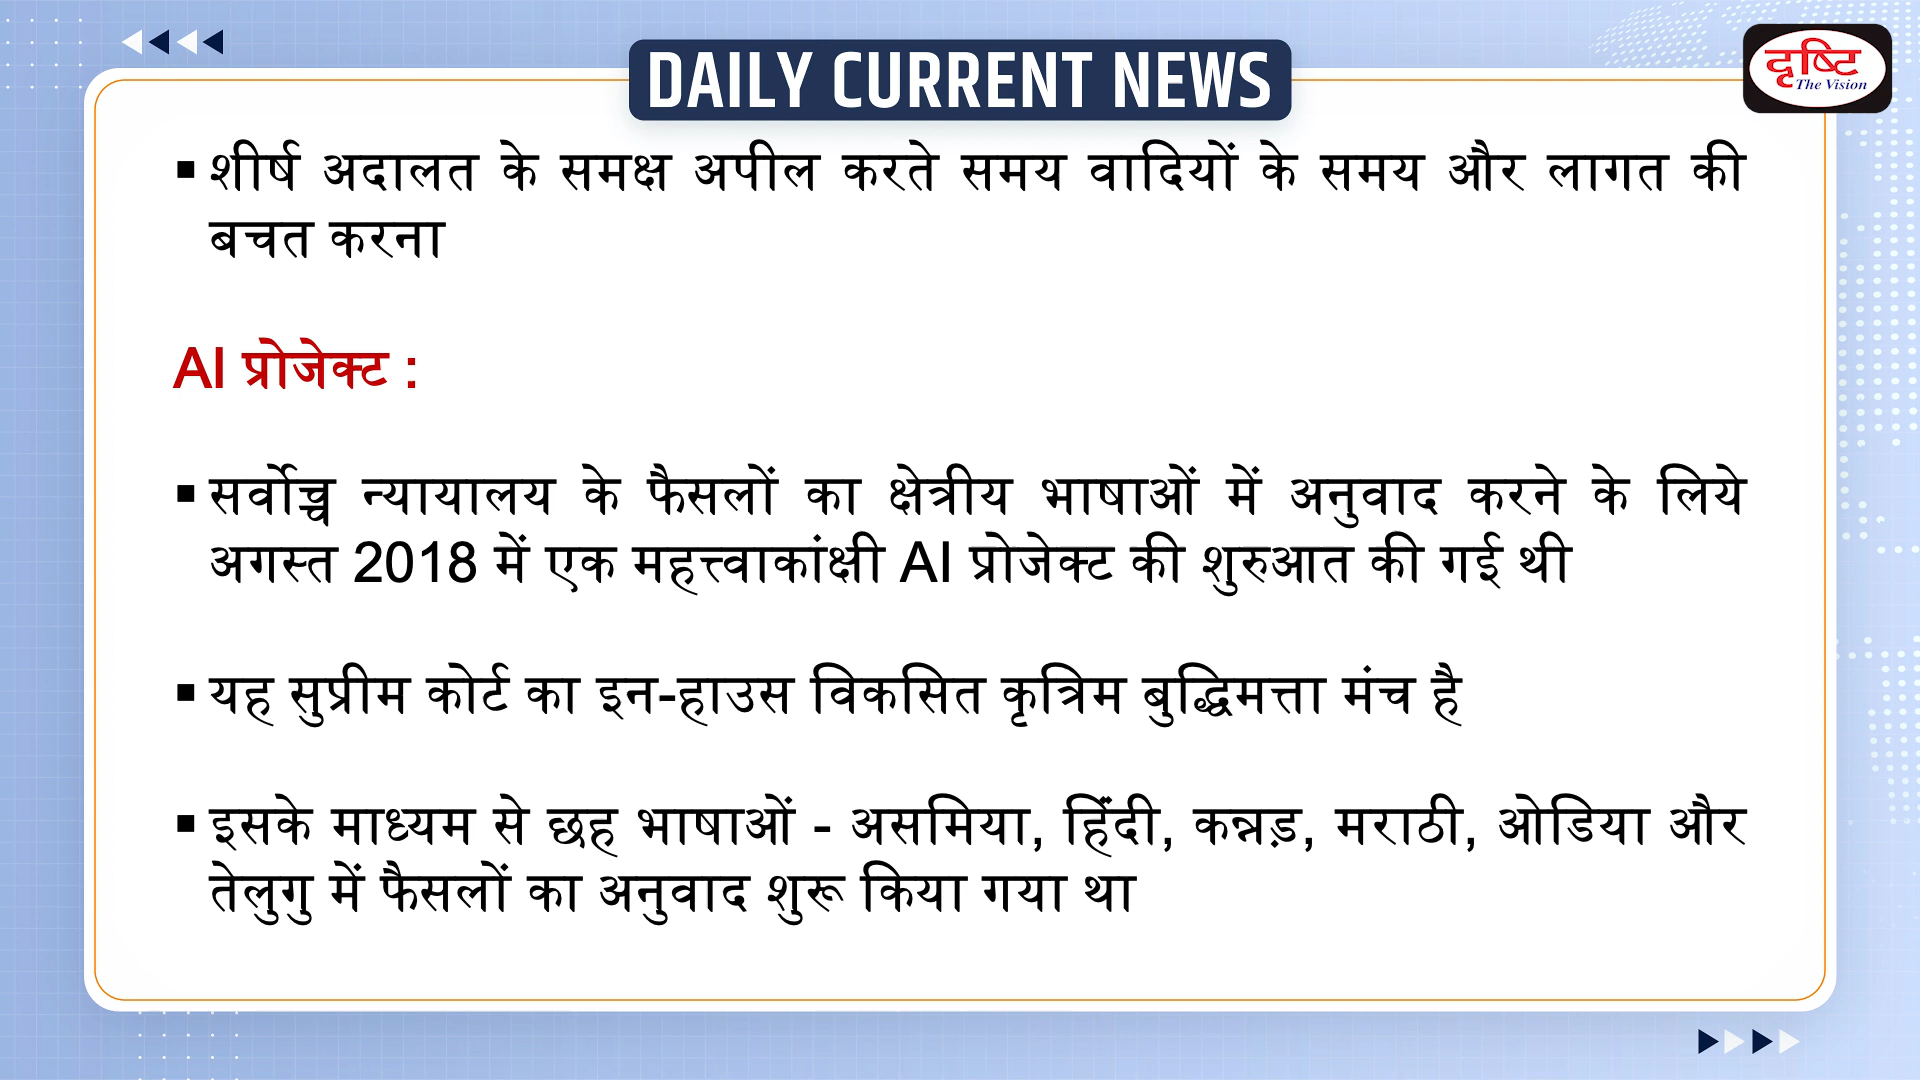 DAILY CURRENT NEWS
दृष्टि
The Vision
▪ शीर्ष अदालत के समक्ष अपील करते समय वादियों के समय और लागत की
बचत करना
AI प्रोजेक्ट :
▪ सर्वोच्च न्यायालय के फैसलों का क्षेत्रीय भाषाओं में अनुवाद करने के लिये
अगस्त 2018 में एक महत्त्वाकांक्षी AI प्रोजेक्ट की शुरुआत की गई थी
▪ यह सुप्रीम कोर्ट का इन-हाउस विकसित कृत्रिम बुद्धिमत्ता मंच है
▪ इसके माध्यम से छह भाषाओं - असमिया, हिंदी, कन्नड़, मराठी, ओडिया और
तेलुगु में फैसलों का अनुवाद शुरू किया गया था